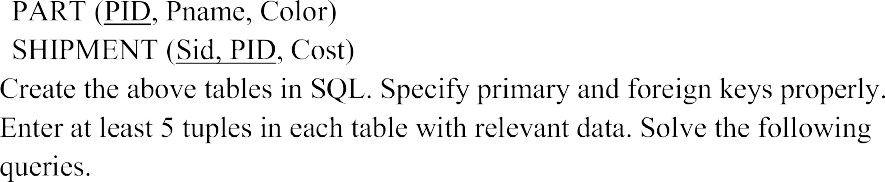 PART (PID, Pname, Color)
SHIPMENT (Sid, PID, Cost)
Create the above tables in SQL. Specify primary and foreign keys properly.
Enter at least 5 tuples in each table with relevant data. Solve the following
queries.